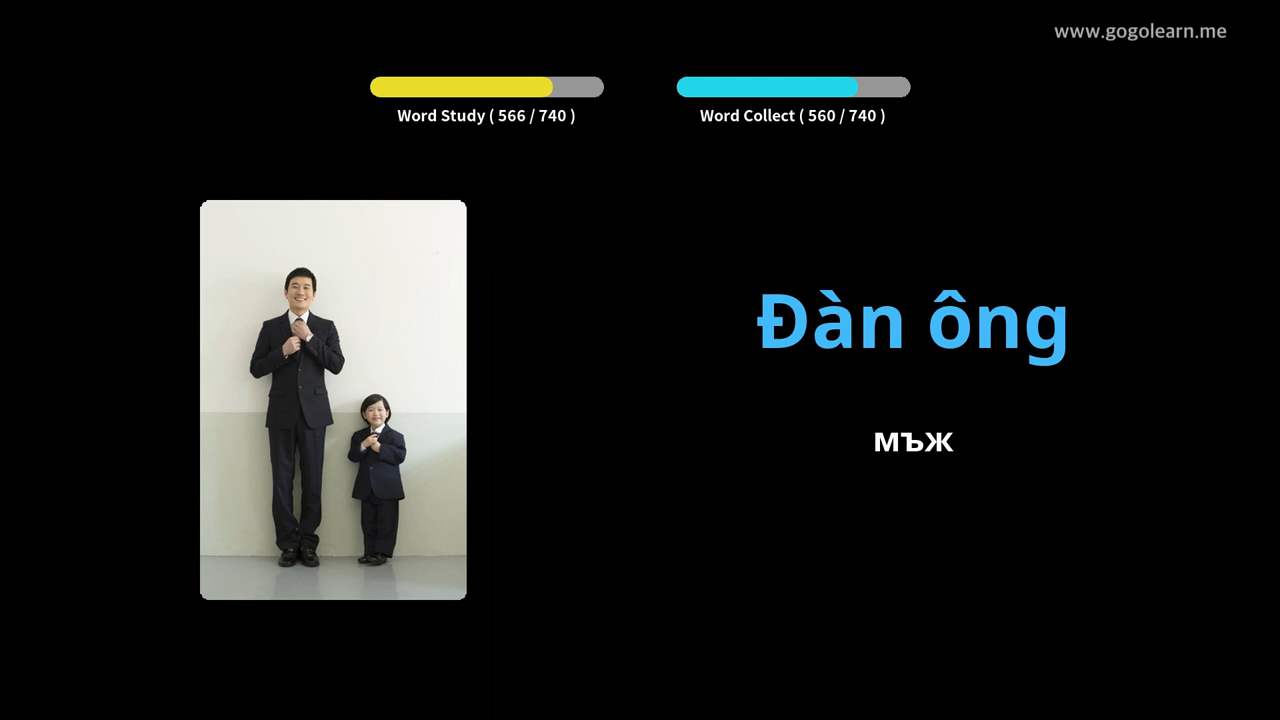 www.gogolearn.me
Word Study ( 566 / 740 )
Word Collect ( 560 / 740 )
Đàn ông
мъж